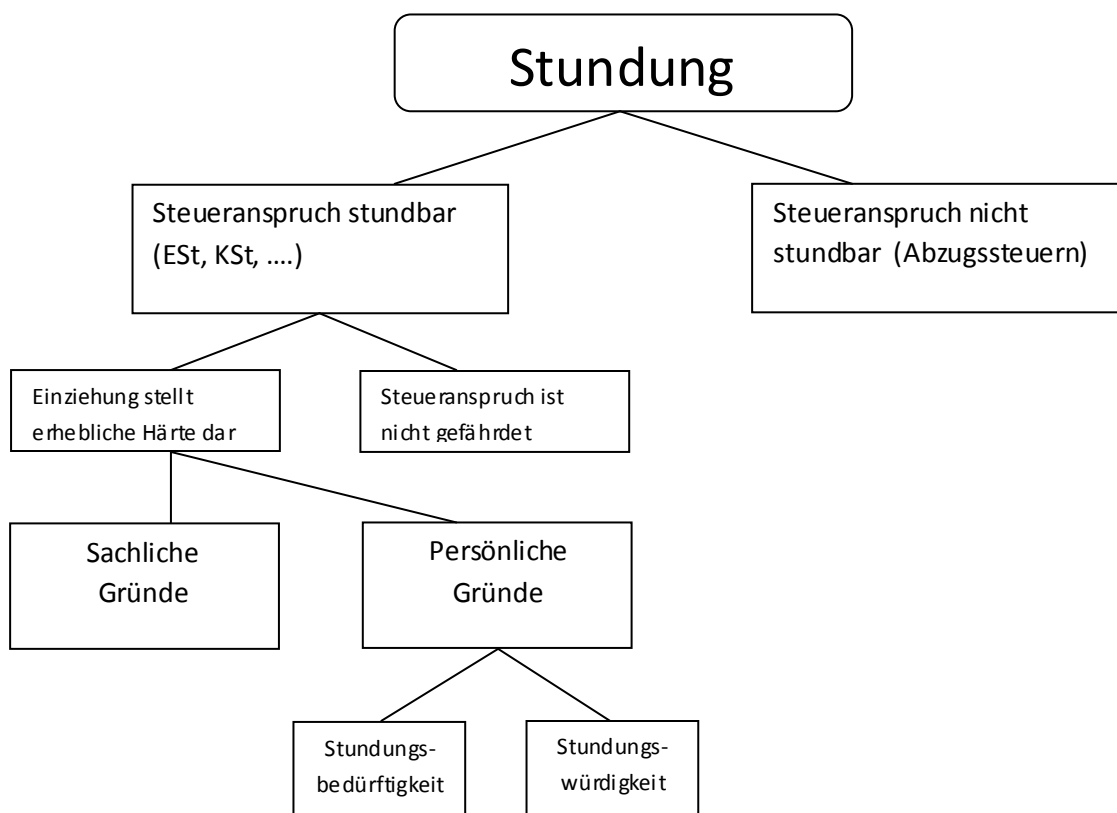 Stundung
Steueranspruch stundbar
(ESt, KSt, ....)
Steueranspruch nicht
stundbar (Abzugssteuern)
Einziehung stellt
erhebliche Härte dar
Steueranspruch ist
nicht gefährdet
Sachliche
Gründe
Persönliche
Gründe
Stundungs-
bedürftigkeit
Stundungs-
würdigkeit